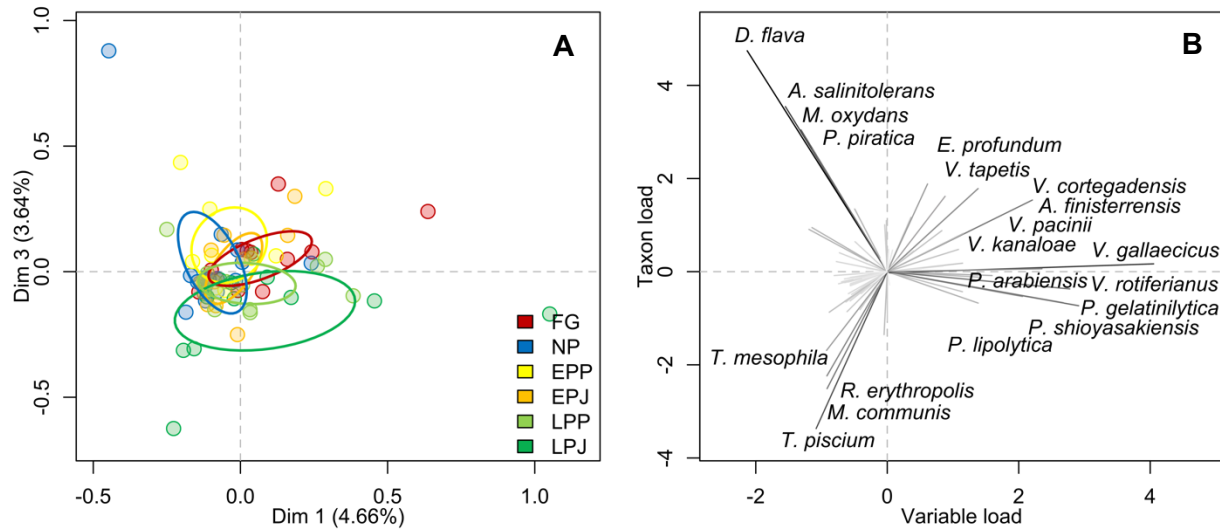 A
1.0
0.5
0.0
-0.5
Dim 3 (3.64%)
FG
NP
EPP
EPJ
LPP
LPJ
-0.5
0.0
0.5
1.0
Dim 1 (4.66%)
B
D. flava
A. salinitolerans
M. oxydans
P. piratica
E. profundum
V. tapetis
V. cortegadensis
A. finisterrensis
V. pacinii
V. kanaloae
V. gallaecicus
P. arabiensis
V. rotiferianus
P. gelatinilytica
P. shioyasakiensis
P. lipolytica
T. mesophila
R. erythropolis
M. communis
T. piscium
4
2
0
-2
-4
Taxon load
-2
0
2
4
Variable load